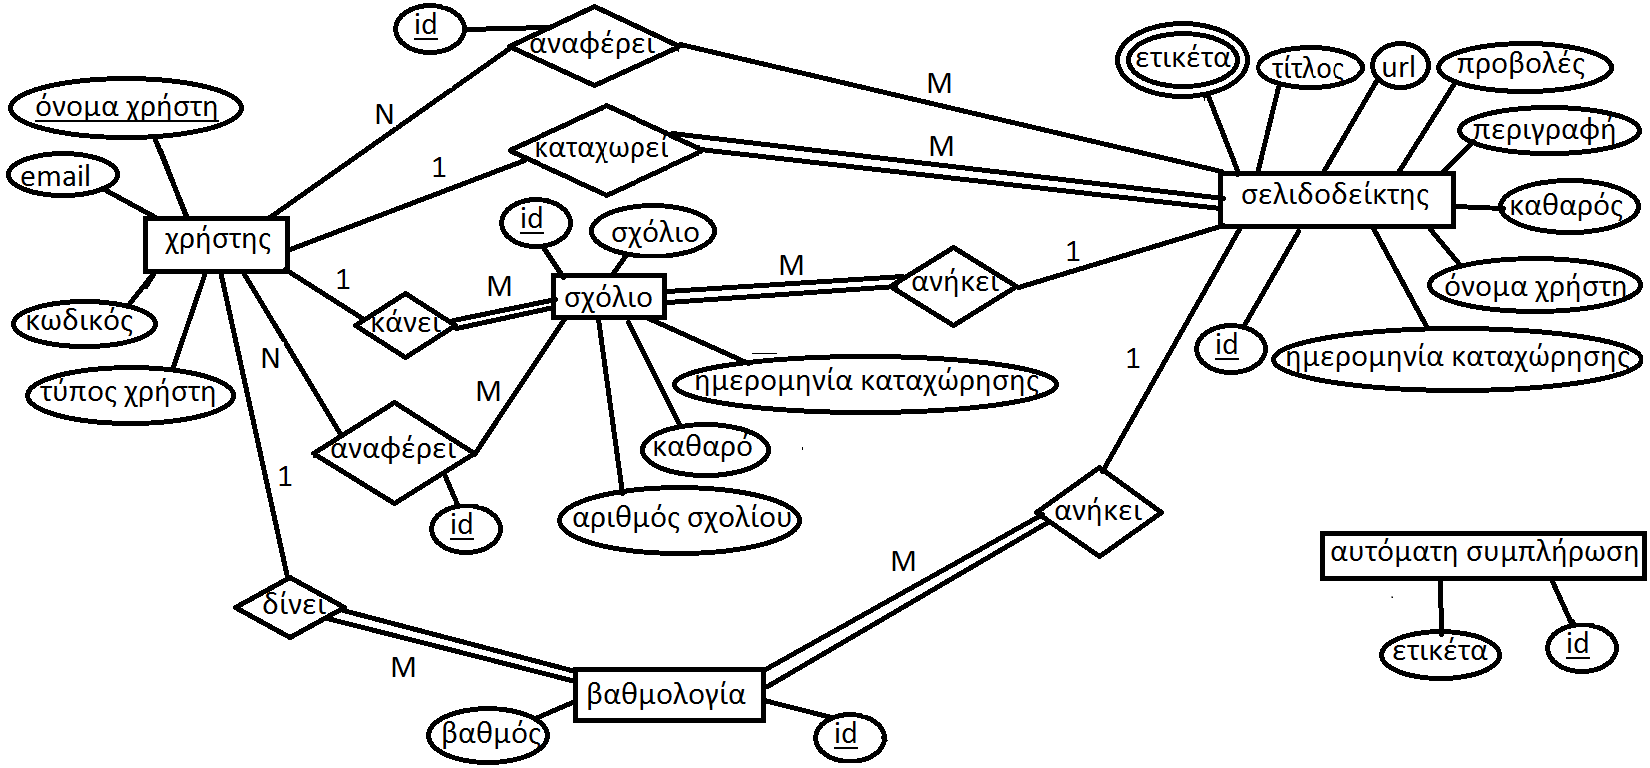 id
αναφέρει
ετικέτα
τίτλος
url
προβολές
όνομα χρήστη
N
M
περιγραφή
email
1
καταχωρεί
M
σελιδοδείκτης
καθαρός
χρήστης
id
σχόλιο
1
M
σχόλιο
M
ανήκει
1
όνομα χρήστη
κωδικός
κάνει
id
ημερομηνία καταχώρησης
τύπος χρήστη
N
M
ημερομηνία καταχώρησης
1
αναφέρει
καθαρό
1
id
αριθμός σχολίου
ανήκει
M
αυτόματη συμπλήρωση
δίνει
M
ετικέτα
id
βαθμολογία
βαθμός
id